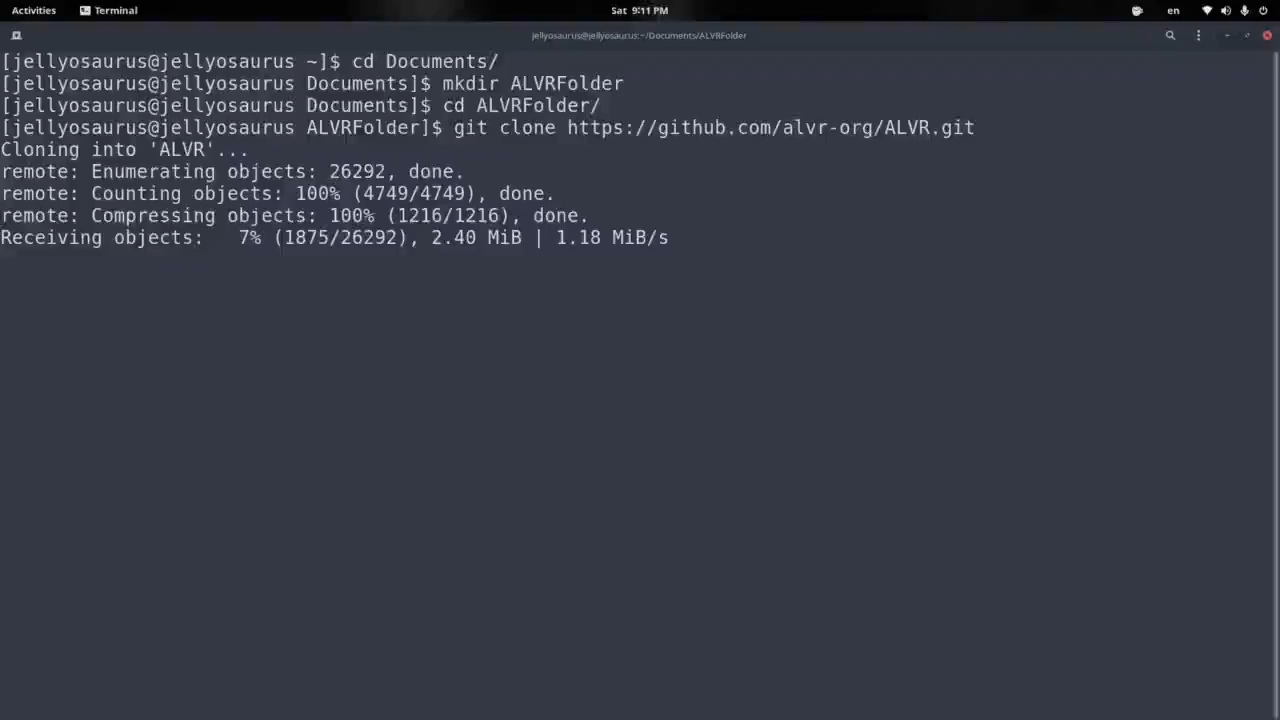 Activities Terminal Sat 9:11 PM en
jellyosaurus@jellyosaurus:~/Documents/ALVRFolder
[jellyosaurus@jellyosaurus ~]$ cd Documents/
[jellyosaurus@jellyosaurus Documents]$ mkdir ALVRFolder
[jellyosaurus@jellyosaurus Documents]$ cd ALVRFolder/
[jellyosaurus@jellyosaurus ALVRFolder]$ git clone https://github.com/alvr-org/ALVR.git
Cloning into 'ALVR'...
remote: Enumerating objects: 26292, done.
remote: Counting objects: 100% (4749/4749), done.
remote: Compressing objects: 100% (1216/1216), done.
Receiving objects:   7% (1875/26292), 2.40 MiB | 1.18 MiB/s